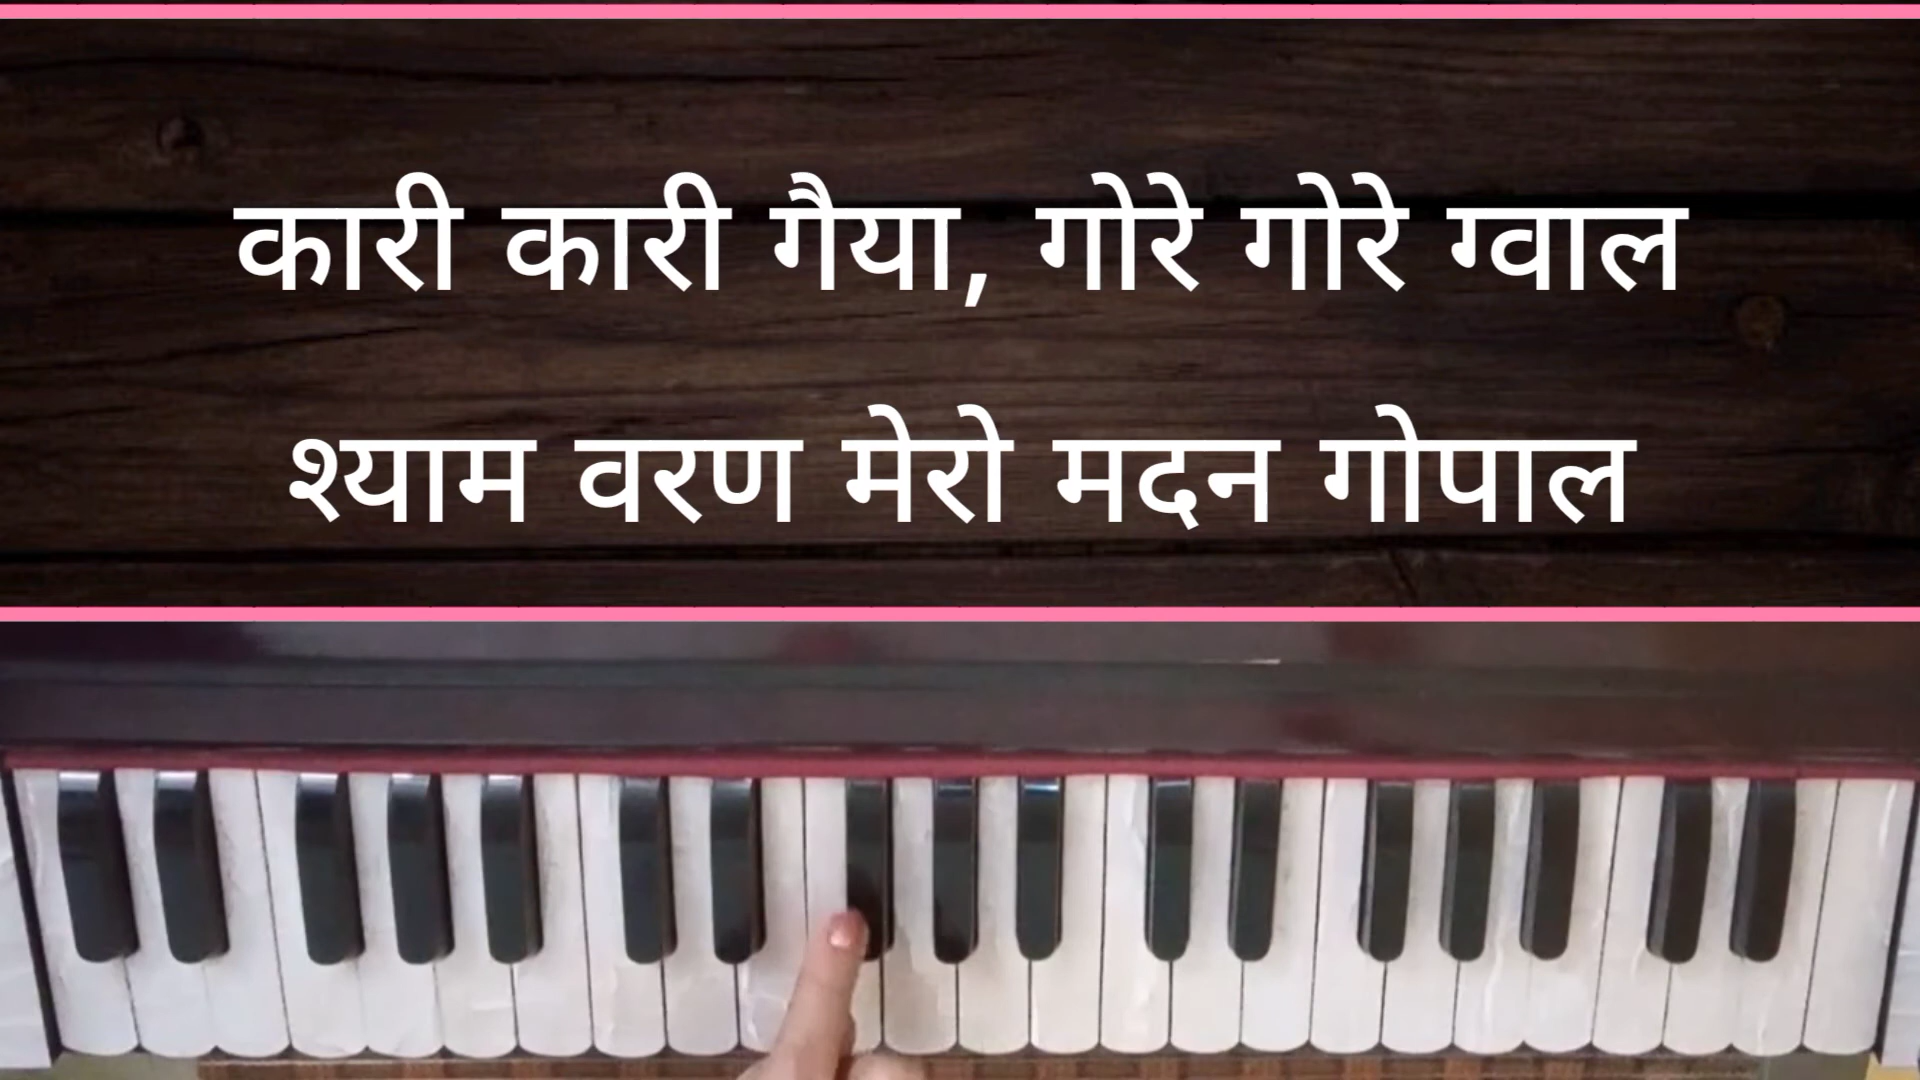 कारी कारी गैया, गोरे गोरे ग्वाल
श्याम वरण मेरो मदन गोपाल